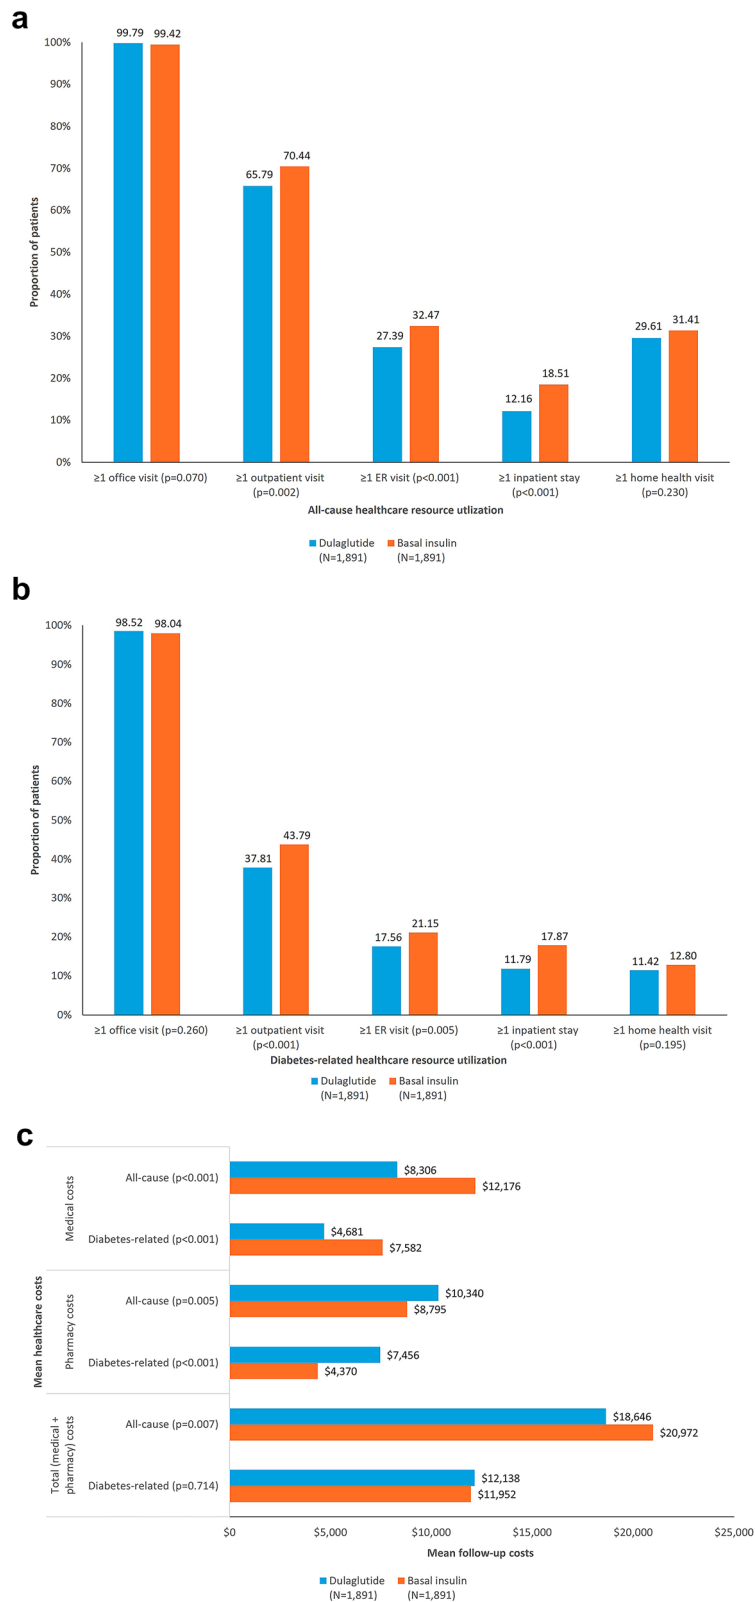 a
100%
90%
80%
70%
60%
50%
40%
30%
20%
10%
0%
Proportion of patients
99.79 99.42
65.79
70.44
27.39
32.47
12.16
18.51
29.61
31.41
≥1 office visit (p=0.070)
≥1 outpatient visit
(p=0.002)
≥1 ER visit (p<0.001)
≥1 inpatient stay
(p<0.001)
≥1 home health visit
(p=0.230)
All-cause healthcare resource utlization
Dulaglutide
(N=1,891)
Basal insulin
(N=1,891)
b
100%
90%
80%
70%
60%
50%
40%
30%
20%
10%
0%
Proportion of patients
98.52 98.04
37.81
43.79
17.56
21.15
11.79
17.87
11.42
12.80
≥1 office visit (p=0.260)
≥1 outpatient visit
(p<0.001)
≥1 ER visit (p=0.005)
≥1 inpatient stay
(p<0.001)
≥1 home health visit
(p=0.195)
Diabetes-related healthcare resource utilization
Dulaglutide
(N=1,891)
Basal insulin
(N=1,891)
c
Mean healthcare costs
Medical costs
All-cause (p<0.001)
$8,306
$12,176
Diabetes-related (p<0.001)
$4,681
$7,582
Pharmacy costs
All-cause (p=0.005)
$10,340
$8,795
Diabetes-related (p<0.001)
$7,456
$4,370
Total (medical +
pharmacy) costs
All-cause (p=0.007)
$18,646
$20,972
Diabetes-related (p=0.714)
$12,138
$11,952
$0
$5,000
$10,000
$15,000
$20,000
$25,000
Mean follow-up costs
Dulaglutide
(N=1,891)
Basal insulin
(N=1,891)